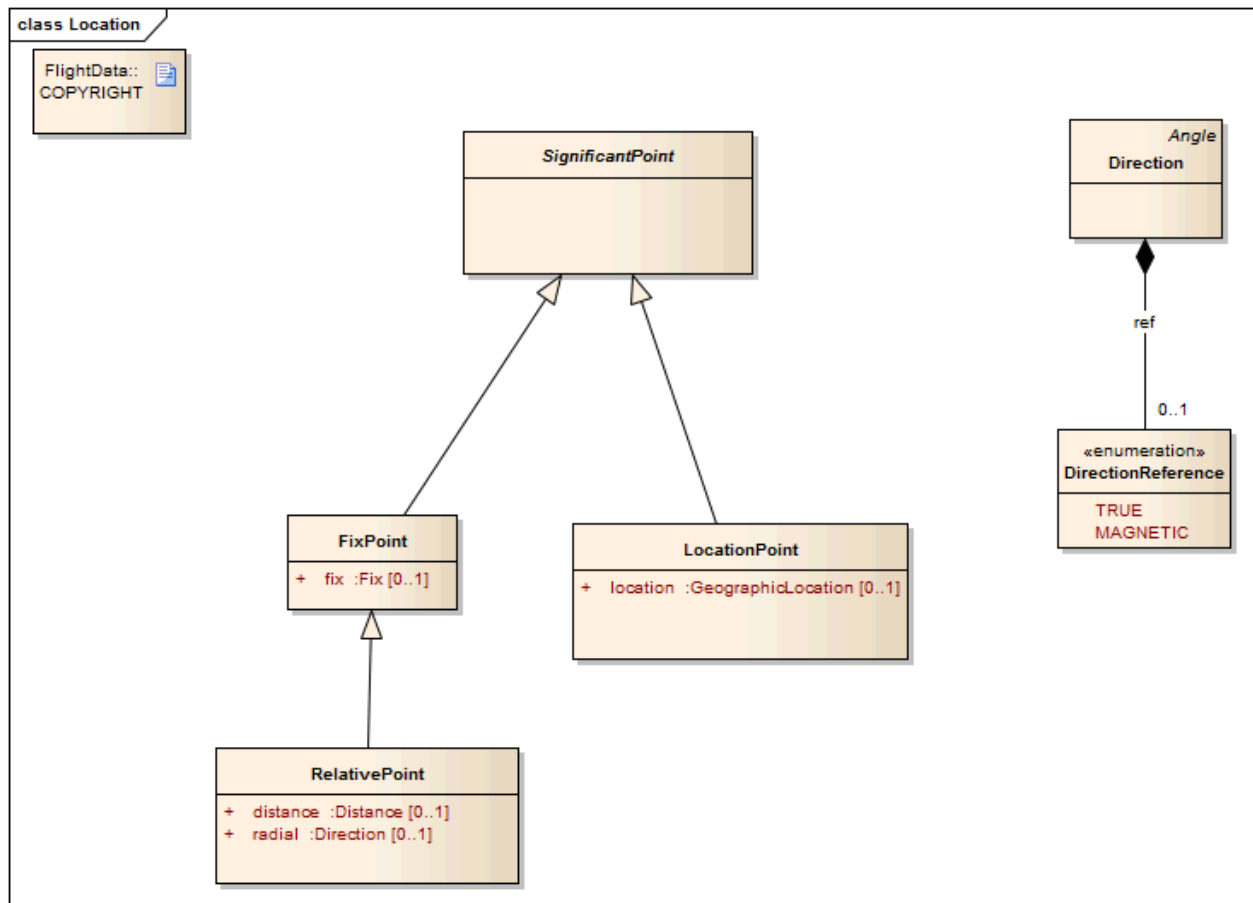 class Location
FlightData::
COPYRIGHT
SignificantPoint
Angle
Direction
ref
0..1
«enumeration»
DirectionReference
TRUE
MAGNETIC
FixPoint
+ fix :Fix [0..1]
LocationPoint
+ location :GeographicLocation [0..1]
RelativePoint
+ distance :Distance [0..1]
+ radial :Direction [0..1]